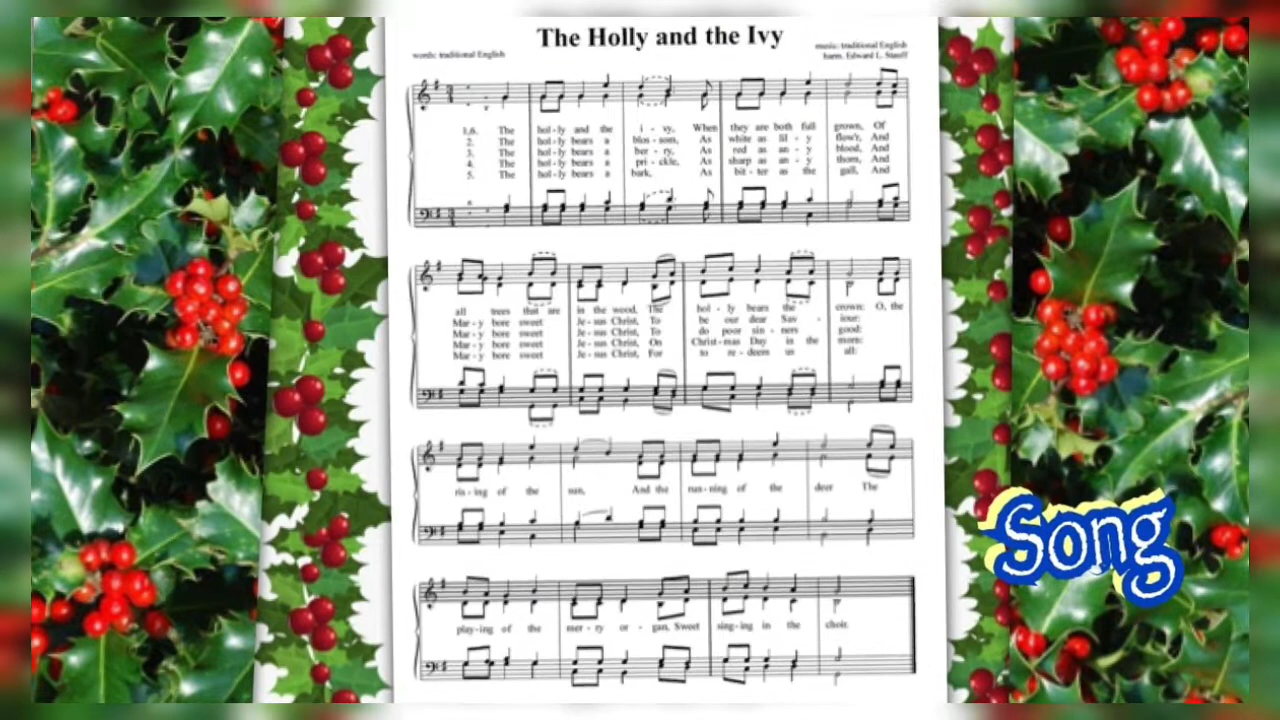 The Holly and the Ivy
words: traditional English
music: traditional English
harm. Edward L. Stauff
1,6. The hol - ly and the i - vy, When they are both full grown, Of
2. The hol - ly bears a blos - som, As white as lil - y flow'r, And
3. The hol - ly bears a ber - ry, As red as an - y blood, And
4. The hol - ly bears a pri - ckle, As sharp as an - y thorn, And
5. The hol - ly bears a bark, As bit - ter as the gall, And
all trees that are in the wood, The hol - ly bears the crown: O, the
Mar - y bore sweet Je - sus Christ, To be our dear Sav - iour:
Mar - y bore sweet Je - sus Christ, To do poor sin - ners good:
Mar - y bore sweet Je - sus Christ, On Christ - mas Day in the morn:
Mar - y bore sweet Je - sus Christ, For to re - deem us all:
ris - ing of the sun, And the run - ning of the deer The
play - ing of the mer - ry or - gan, Sweet sing - ing in the choir.
Song